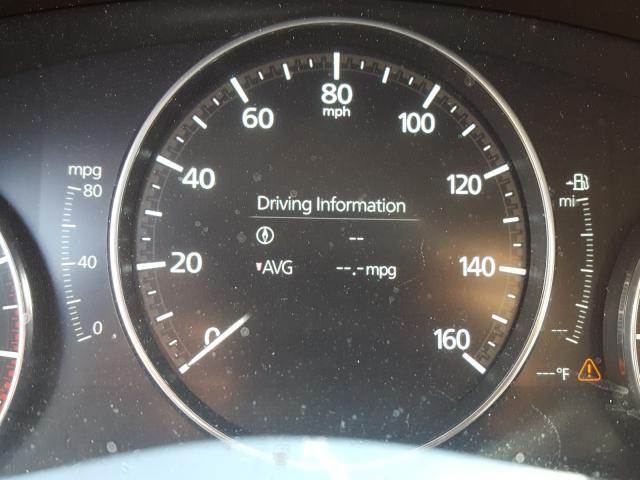 80
mph
60
100
mpg
80
40
120
mi
Driving Information
--
40
20
AVG
--.-mpg
140
0
0
160
--
---°F